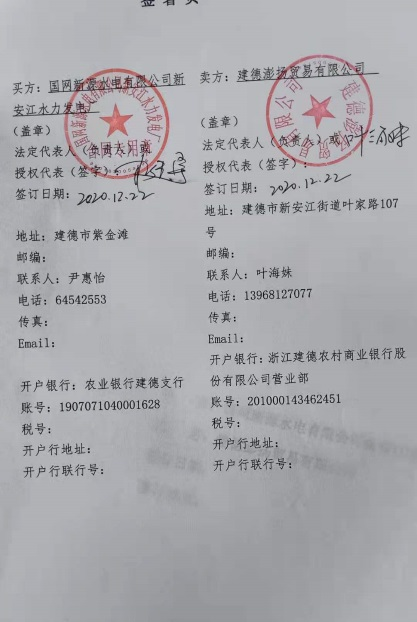 签署页
买方：国网新源水电有限公司新
安江水力发电厂
（盖章）
法定代表人（负责人）或
授权代表（签字）：
签订日期：2020.12.22
地址：建德市紫金滩
邮编：
联系人：尹惠怡
电话：64542553
传真：
Email：
开户银行：农业银行建德支行
账号：1907071040001628
税号：
开户行地址：
开户行联行号：
卖方：建德澎扬贸易有限公司
（盖章）
法定代表人（负责人）或
授权代表（签字）：
签订日期：2020.12.22
地址：建德市新安江街道叶家路107
号
邮编：
联系人：叶海妹
电话：13968127077
传真：
Email：
开户银行：浙江建德农村商业银行股
份有限公司营业部
账号：201000143462451
税号：
开户行地址：
开户行联行号：